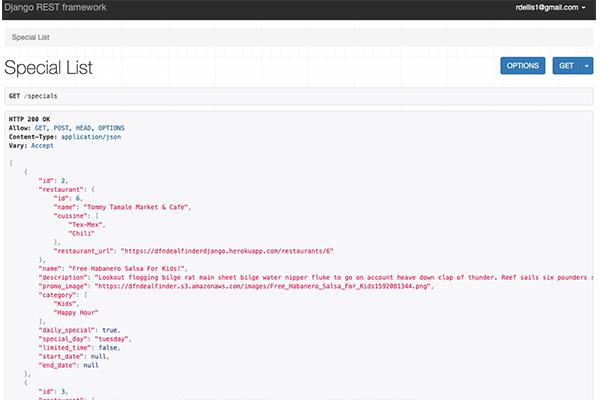 Django REST framework
rdellis1@gmail.com
Special List
Special List
OPTIONS
GET
GET /specials
HTTP 200 OK
Allow: GET, POST, HEAD, OPTIONS
Content-Type: application/json
Vary: Accept
[
{
"id": 2,
"restaurant": {
"id": 6,
"name": "Tommy Tamale Market & Cafe",
"cuisine": [
"Tex-Mex",
"Chili"
],
"restaurant_url": "https://dfndealfinderdjango.herokuapp.com/restaurants/6"
},
"name": "Free Habanero Salsa For Kids!",
"description": "Lookout flogging bilge rat main sheet bilge water nipper fluke to go on account heave down clap of thunder. Reef sails six pounders s
"promo_image": "https://dfndealfinder.s3.amazonaws.com/images/Free_Habanero_Salsa_For_Kids1592081344.png",
"category": [
"Kids",
"Happy Hour"
],
"daily_special": true,
"special_day": "tuesday",
"limited_time": false,
"start_date": null,
"end_date": null
},
{
"id": 3,
"restaurant": {